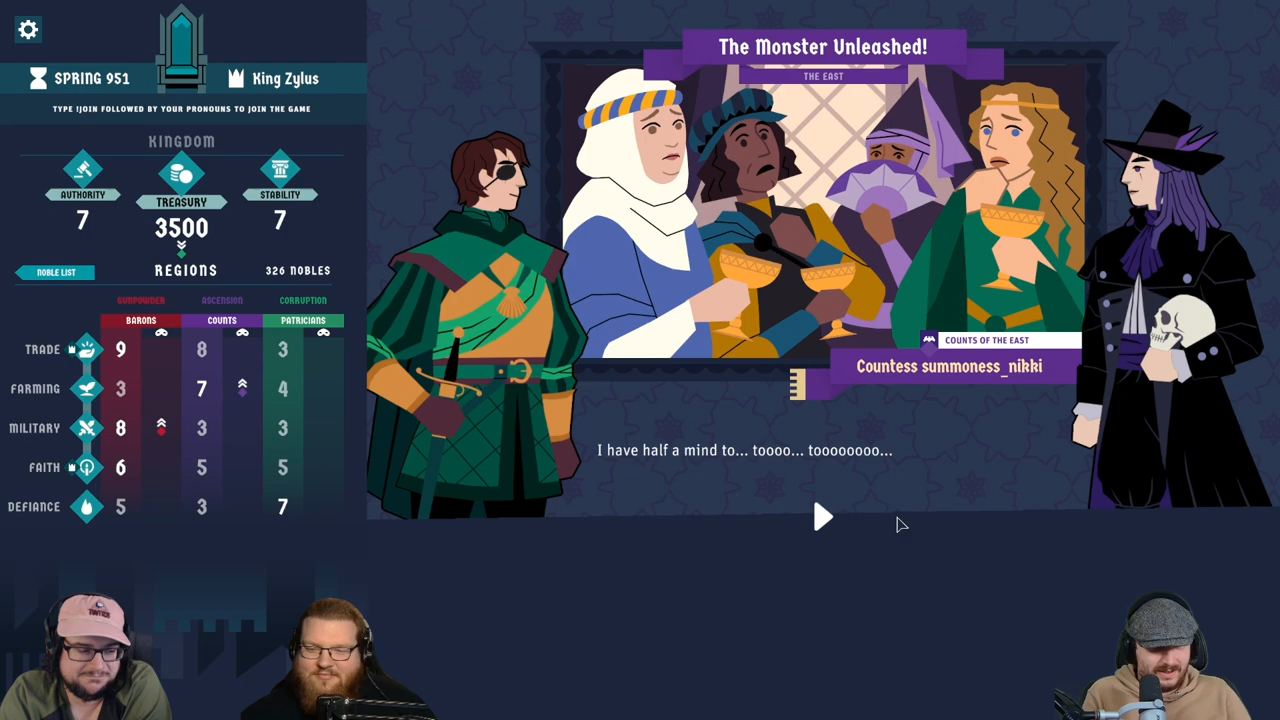 SPRING 951
King Zylus
TYPE !JOIN FOLLOWED BY YOUR PRONOUNS TO JOIN THE GAME
KINGDOM
AUTHORITY
TREASURY
STABILITY
7
3500
7
NOBLE LIST
REGIONS
326 NOBLES
GUNPOWDER
ASCENSION
CORRUPTION
BARONS
COUNTS
PATRICIANS
TRADE 9 8 3
FARMING 3 7 4
MILITARY 8 3 3
FAITH 6 5 5
DEFIANCE 5 3 7
The Monster Unleashed!
THE EAST
COUNTS OF THE EAST
Countess summoness_nikki
I have half a mind to... toooo... toooooooo...